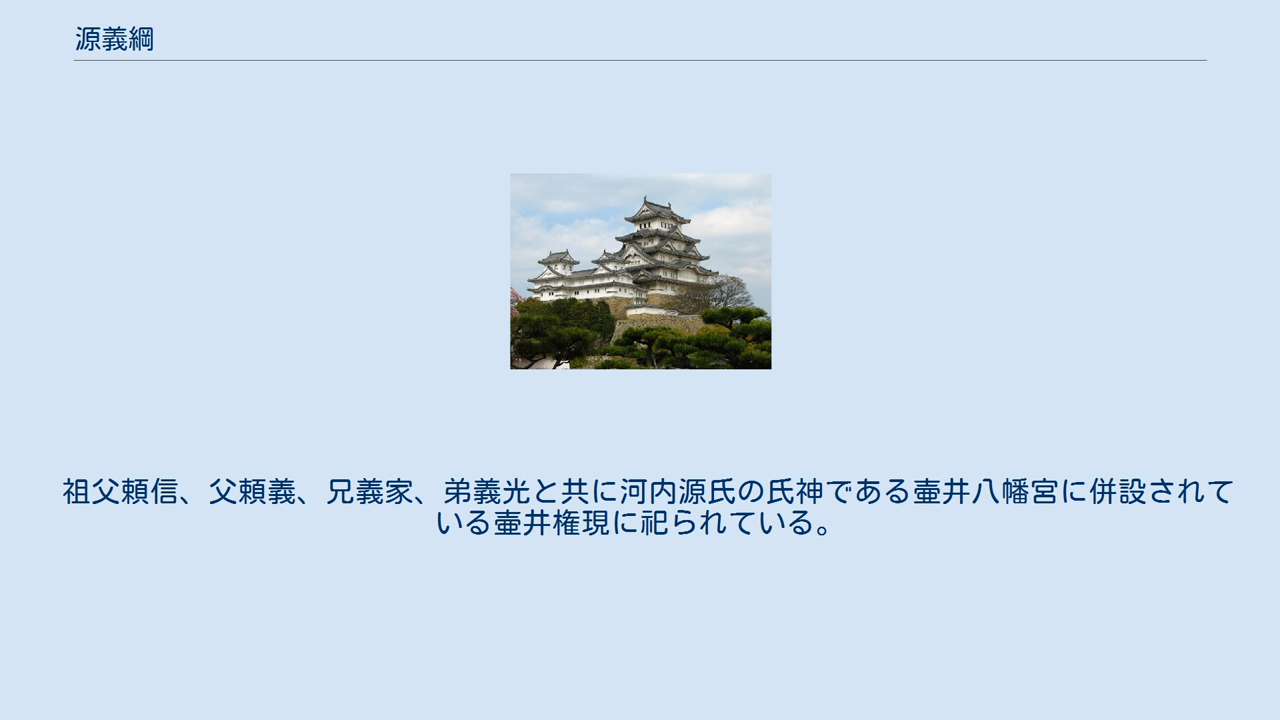 源義綱
祖父頼信、父頼義、兄義家、弟義光と共に河内源氏の氏神である壷井八幡宮に併設されて
いる壷井権現に祀られている。